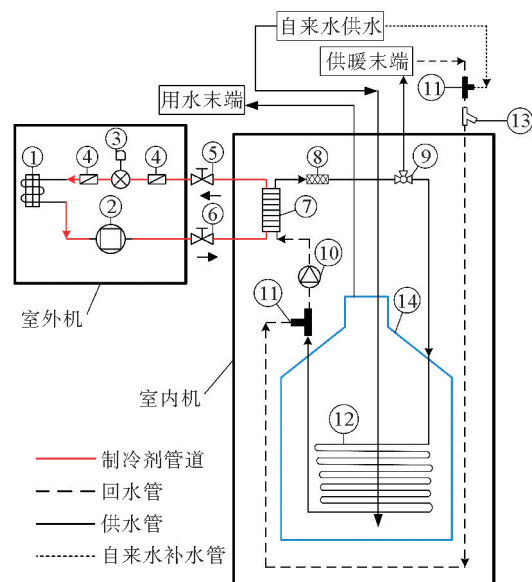 自来水供水
供暖末端
⑪
⑬
用水末端
③
①
④
④
⑤
⑧
⑨
②
⑥
⑦
⑩
⑪
⑭
室外机
室内机
⑫
制冷剂管道
回水管
供水管
自来水补水管